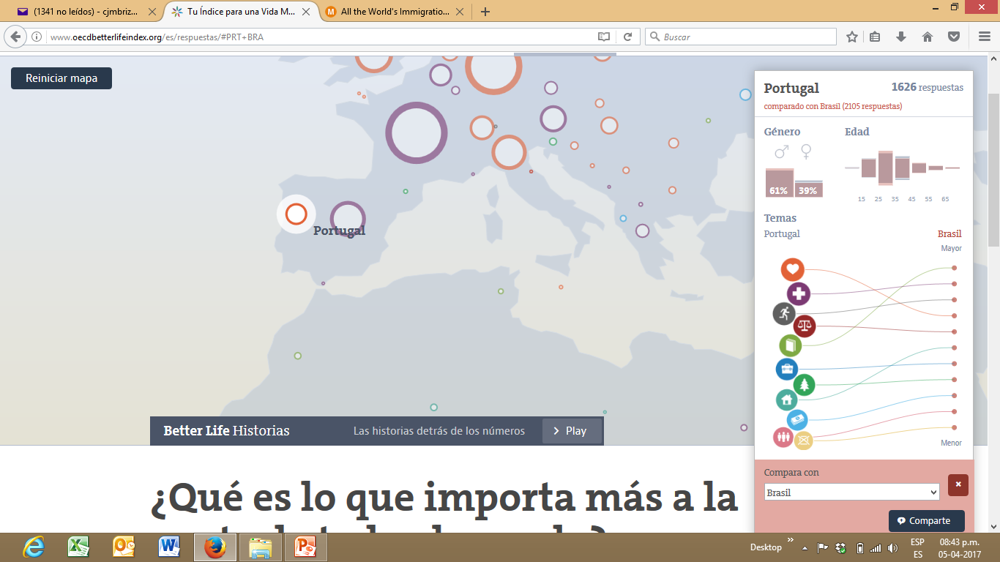 (1341 no leídos) - cjmbriz...
Tu Índice para una Vida M...
All the World's Immigratio...
www.oecdbetterlifeindex.org/es/respuestas/#PRT+BRA
Buscar
Reiniciar mapa
Portugal
Portugal 1626 respuestas
comparado con Brasil (2105 respuestas)
Género Edad
61% 39%
15 25 35 45 55 65
Temas
Portugal Brasil
Mayor
Menor
Better Life Historias Las historias detrás de los números Play
¿Qué es lo que importa más a la
Compara con
Brasil
Comparte
Desktop
ESP 08:43 p.m.
ES 05-04-2017